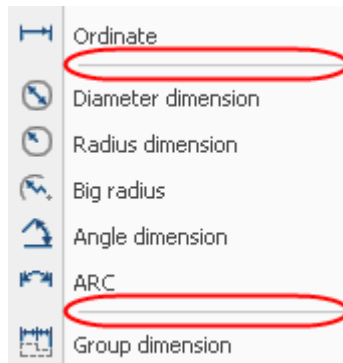 Ordinate
Diameter dimension
Radius dimension
Big radius
Angle dimension
ARC
Group dimension